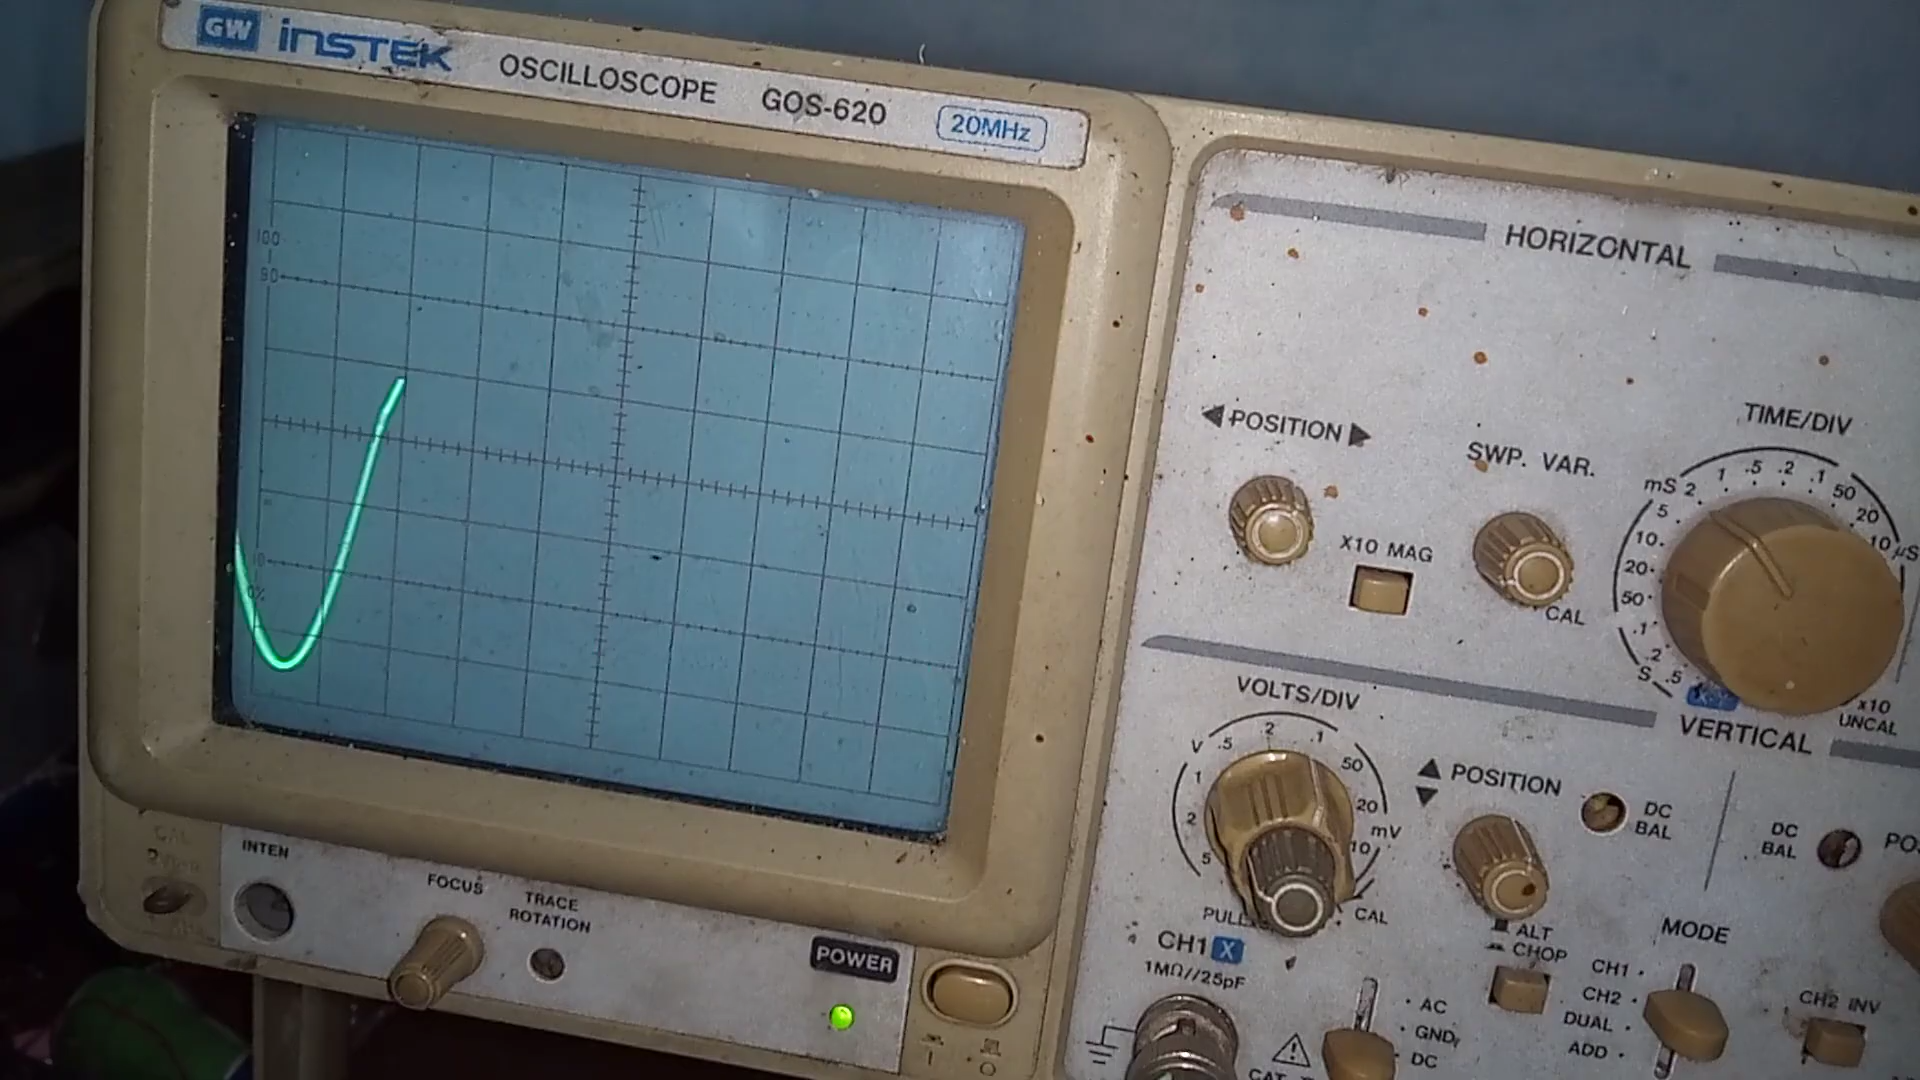 GW INSTEK OSCILLOSCOPE GOS-620 20MHz
100
90
10
0%
HORIZONTAL
◀ POSITION ▶
SWP. VAR.
X10 MAG
CAL
TIME/DIV
mS 2 1 .5 .2 .1 50 20 10 µS
5
10
20
50
.1
.2
S .5
x10
UNCAL
VERTICAL
VOLTS/DIV
V 1 2 5 .5 .2 .1 50 20 10 mV
CAL
▲ POSITION
▼
DC
BAL
DC
BAL
CH1 X
1MΩ//25pF
ALT
CHOP
MODE
CH1
CH2
DUAL
ADD
CH2 INV
AC
GND
DC
INTEN
FOCUS
TRACE
ROTATION
POWER